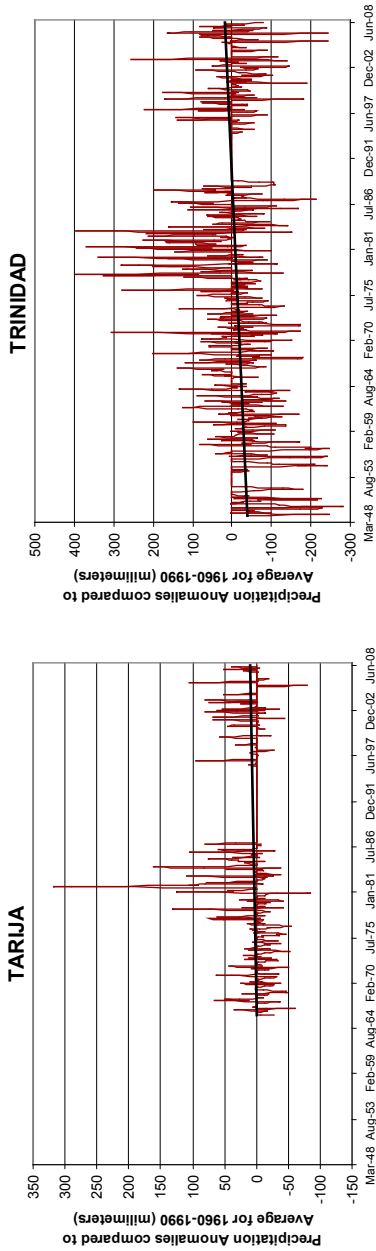 TARIJA
Precipitation Anomalies compared to
Average for 1960-1990 (milimeters)
350
300
250
200
150
100
50
0
-50
-100
-150
Mar-48
Aug-53
Feb-59
Aug-64
Feb-70
Jul-75
Jan-81
Jul-86
Dec-91
Jun-97
Dec-02
Jun-08
TRINIDAD
Precipitation Anomalies compared to
Average for 1960-1990 (milimeters)
500
400
300
200
100
0
-100
-200
-300
Mar-48
Aug-53
Feb-59
Aug-64
Feb-70
Jul-75
Jan-81
Jul-86
Dec-91
Jun-97
Dec-02
Jun-08